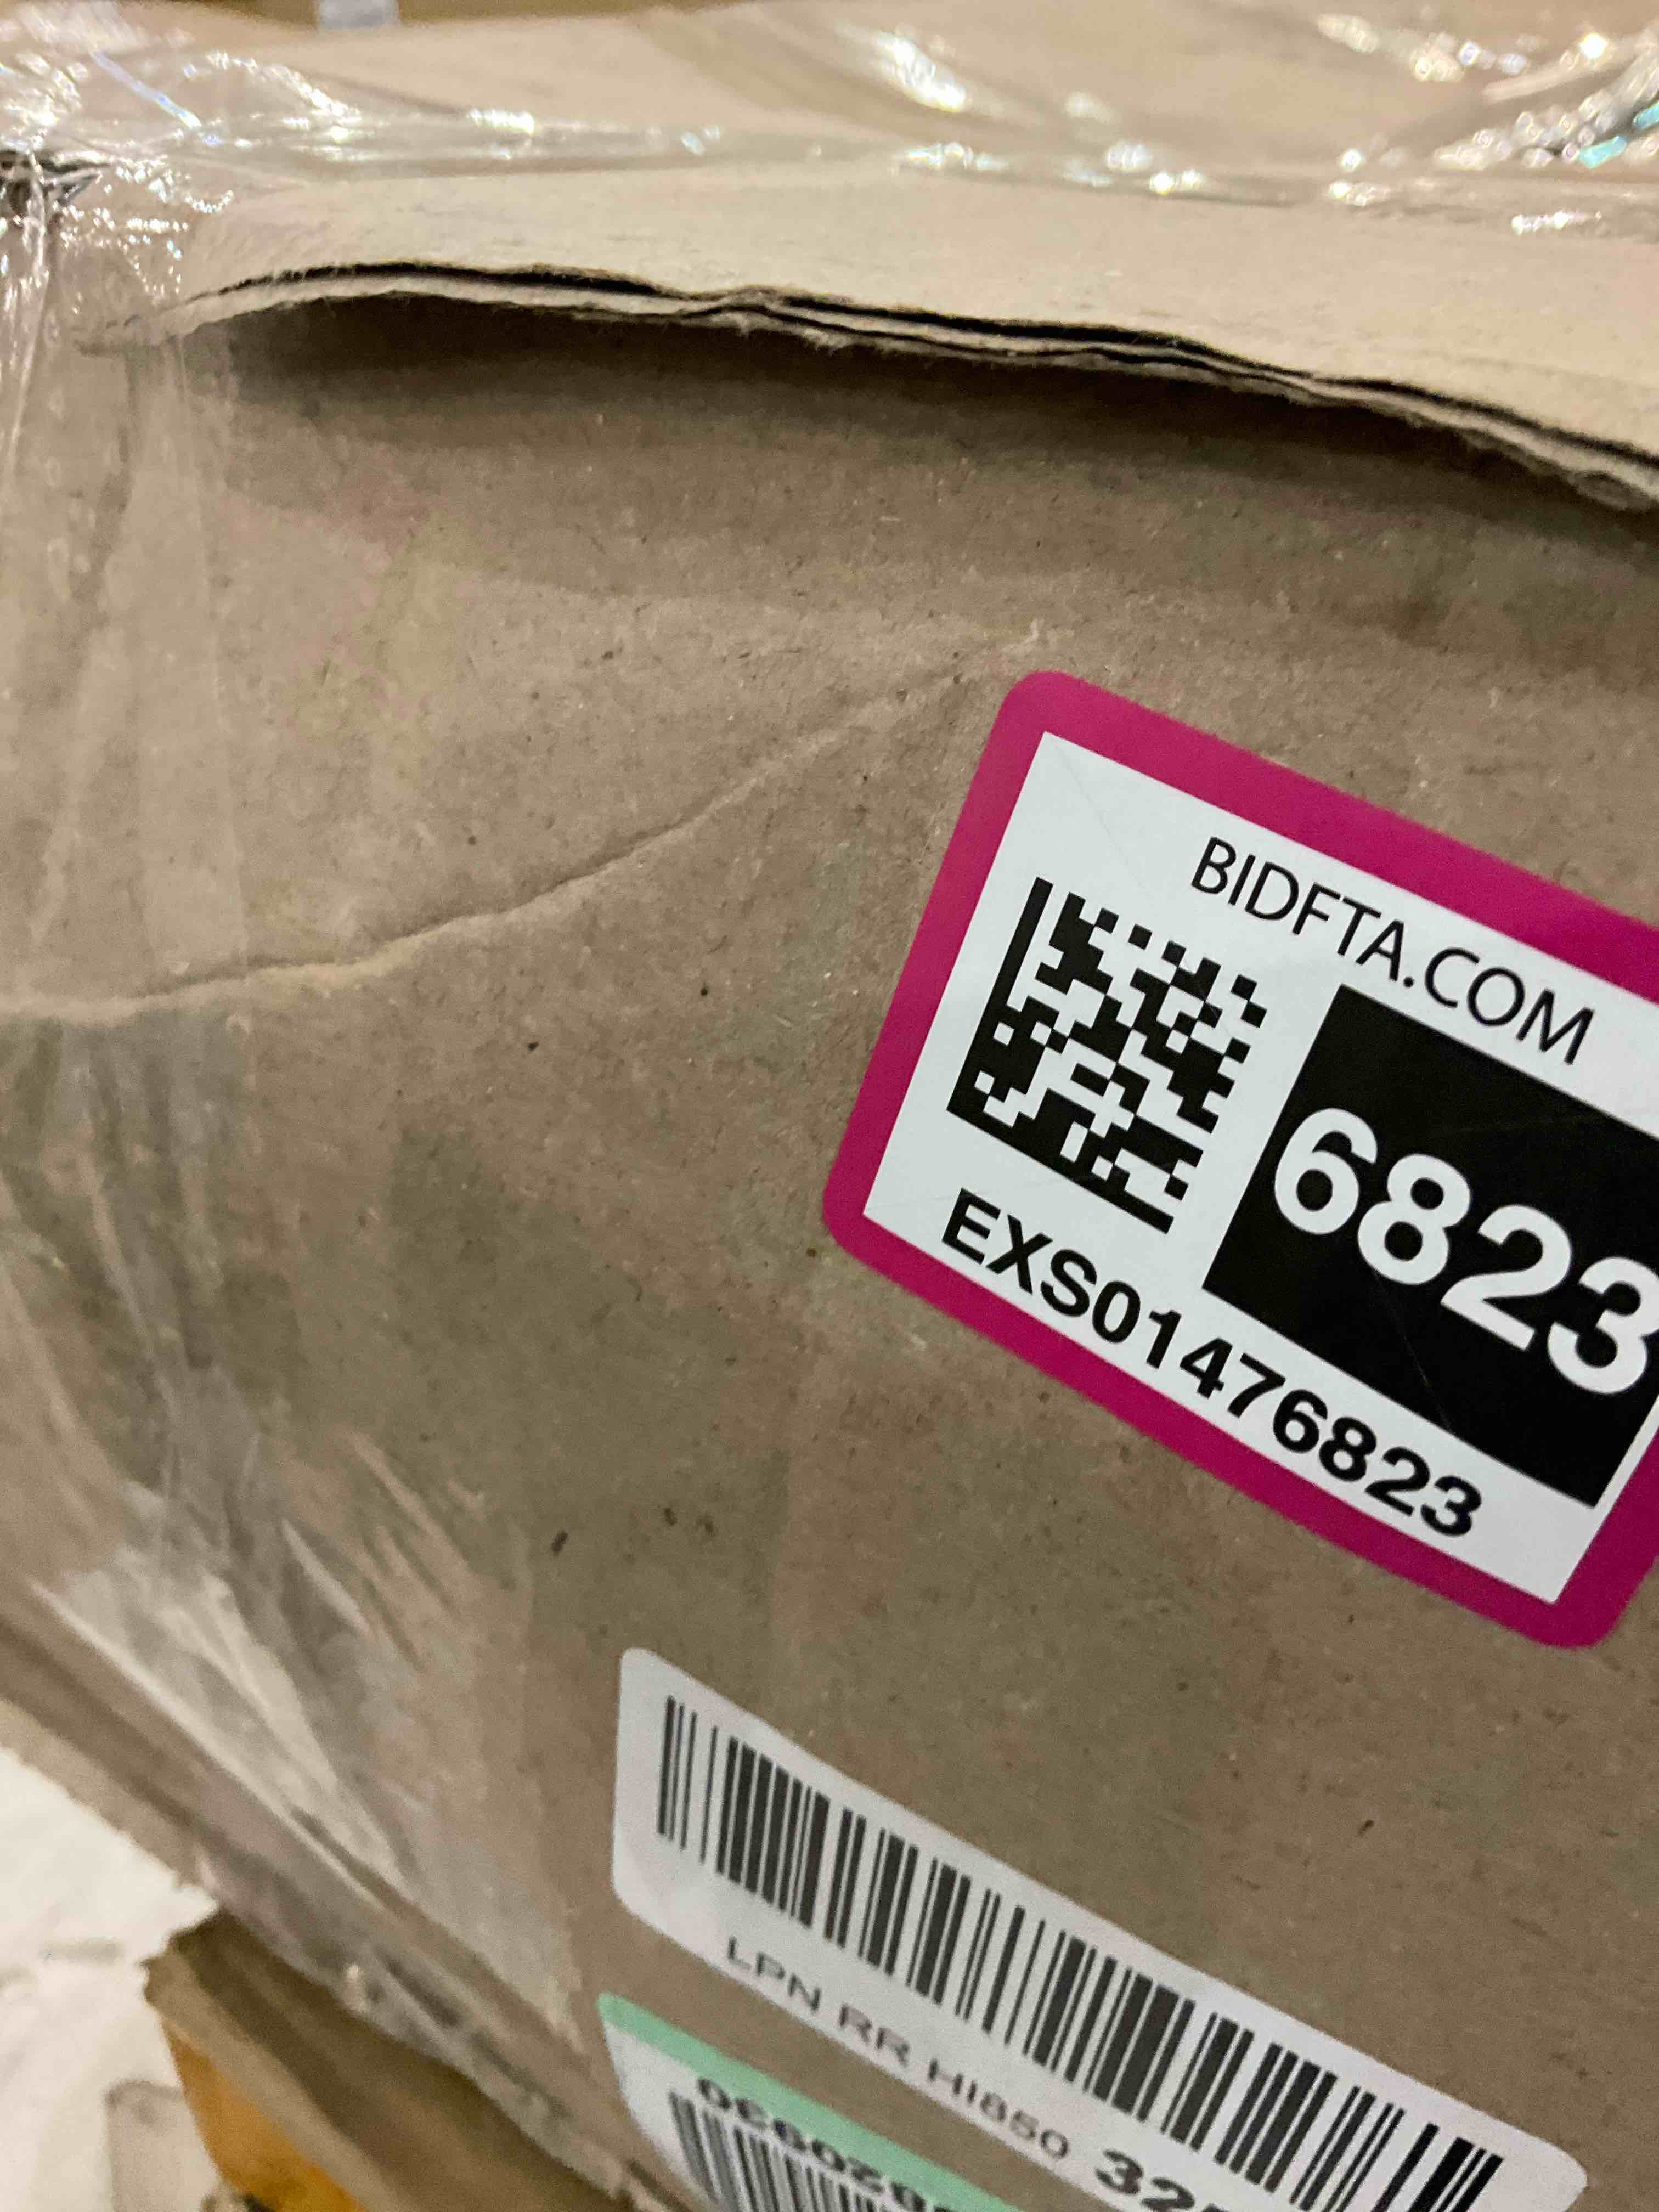 BIDFTA.COM
6823
EXS01476823
LPN RR HI850